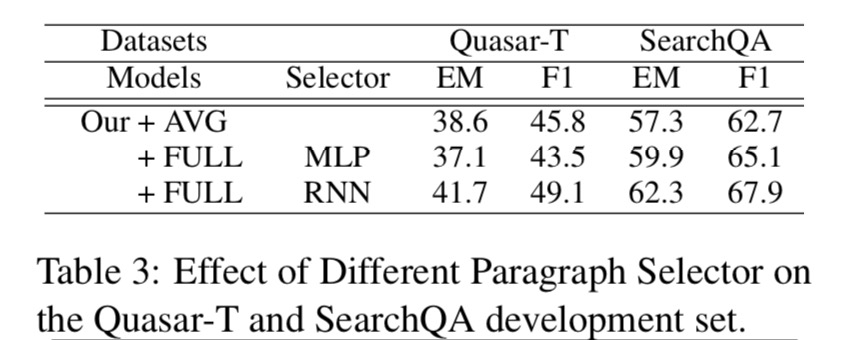 Datasets Quasar-T SearchQA
Models Selector EM F1 EM F1
Our + AVG 38.6 45.8 57.3 62.7
+ FULL MLP 37.1 43.5 59.9 65.1
+ FULL RNN 41.7 49.1 62.3 67.9
Table 3: Effect of Different Paragraph Selector on
the Quasar-T and SearchQA development set.